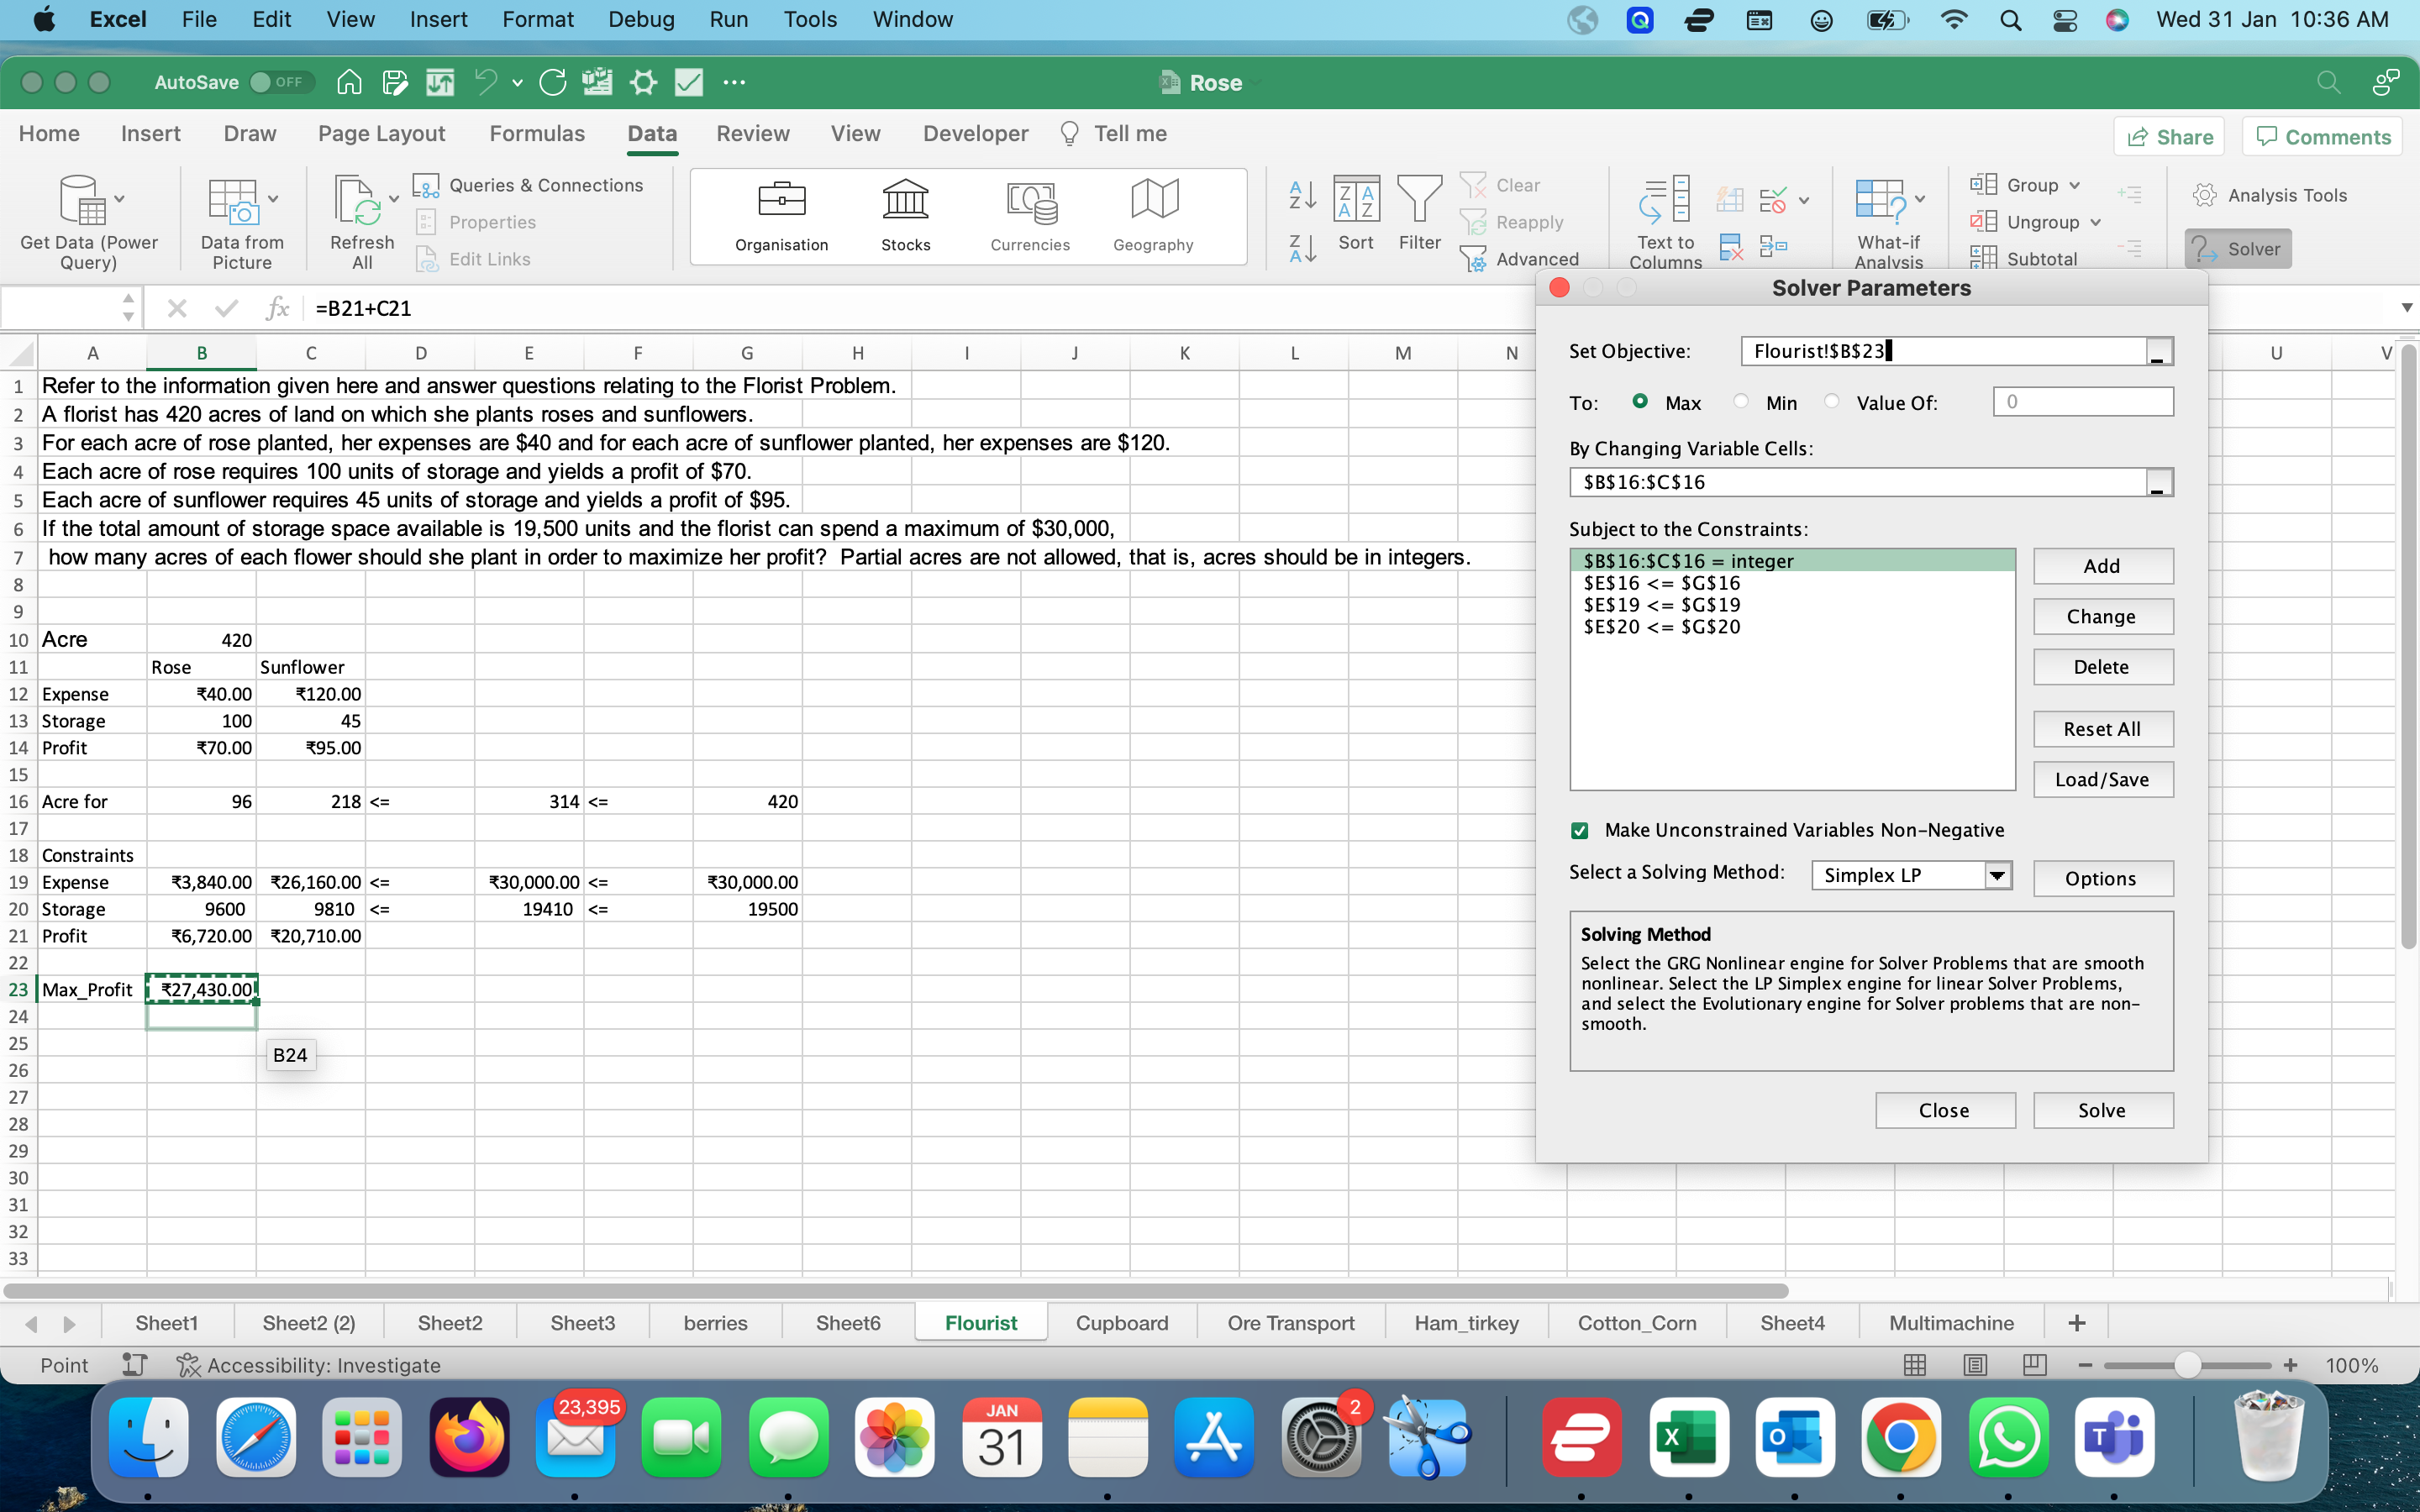 Excel File Edit View Insert Format Debug Run Tools Window Wed 31 Jan 10:36 AM
AutoSave OFF Rose
Home Insert Draw Page Layout Formulas Data Review View Developer Tell me Share Comments
Get Data (Power Query)
Data from Picture
Refresh All
Queries & Connections
Properties
Edit Links
Organisation Stocks Currencies Geography
Sort Filter
Clear
Reapply
Advanced
Text to Columns
What-if Analysis
Group
Ungroup
Subtotal
Analysis Tools
Solver
fx =B21+C21
A B C D E F G H I J K L M N U V
1 Refer to the information given here and answer questions relating to the Florist Problem.
2 A florist has 420 acres of land on which she plants roses and sunflowers.
3 For each acre of rose planted, her expenses are $40 and for each acre of sunflower planted, her expenses are $120.
4 Each acre of rose requires 100 units of storage and yields a profit of $70.
5 Each acre of sunflower requires 45 units of storage and yields a profit of $95.
6 If the total amount of storage space available is 19,500 units and the florist can spend a maximum of $30,000,
7 how many acres of each flower should she plant in order to maximize her profit? Partial acres are not allowed, that is, acres should be in integers.
8
9
10 Acre 420
11 Rose Sunflower
12 Expense ₹40.00 ₹120.00
13 Storage 100 45
14 Profit ₹70.00 ₹95.00
15
16 Acre for 96 218 <= 314 <= 420
17
18 Constraints
19 Expense ₹3,840.00 ₹26,160.00 <= ₹30,000.00 <= ₹30,000.00
20 Storage 9600 9810 <= 19410 <= 19500
21 Profit ₹6,720.00 ₹20,710.00
22
23 Max_Profit ₹27,430.00
24
25
B24
26
27
28
29
30
31
32
33
Solver Parameters
Set Objective: Flourist!$B$23
To: Max Min Value Of: 0
By Changing Variable Cells:
$B$16:$C$16
Subject to the Constraints:
$B$16:$C$16 = integer
$E$16 <= $G$16
$E$19 <= $G$19
$E$20 <= $G$20
Add
Change
Delete
Reset All
Load/Save
Make Unconstrained Variables Non-Negative
Select a Solving Method: Simplex LP Options
Solving Method
Select the GRG Nonlinear engine for Solver Problems that are smooth
nonlinear. Select the LP Simplex engine for linear Solver Problems,
and select the Evolutionary engine for Solver problems that are non-
smooth.
Close Solve
Sheet1 Sheet2 (2) Sheet2 Sheet3 berries Sheet6 Flourist Cupboard Ore Transport Ham_tirkey Cotton_Corn Sheet4 Multimachine +
Point Accessibility: Investigate 100%
23,395
JAN
31
2